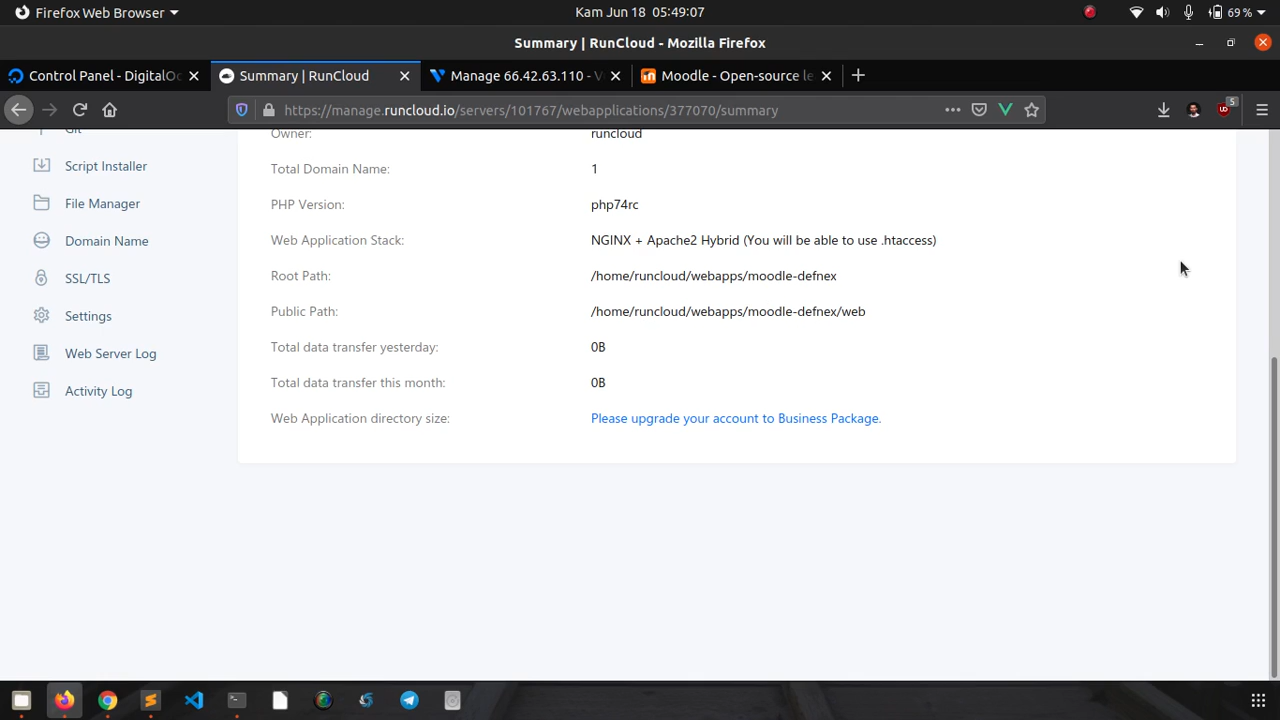 Firefox Web Browser
Kam Jun 18 05:49:07
69 %
Summary | RunCloud - Mozilla Firefox
Control Panel - DigitalOc
Summary | RunCloud
Manage 66.42.63.110 - V
Moodle - Open-source le
https://manage.runcloud.io/servers/101767/webapplications/377070/summary
5
Git
Script Installer
File Manager
Domain Name
SSL/TLS
Settings
Web Server Log
Activity Log
Owner: runcloud
Total Domain Name: 1
PHP Version: php74rc
Web Application Stack: NGINX + Apache2 Hybrid (You will be able to use .htaccess)
Root Path: /home/runcloud/webapps/moodle-defnex
Public Path: /home/runcloud/webapps/moodle-defnex/web
Total data transfer yesterday: 0B
Total data transfer this month: 0B
Web Application directory size: Please upgrade your account to Business Package.